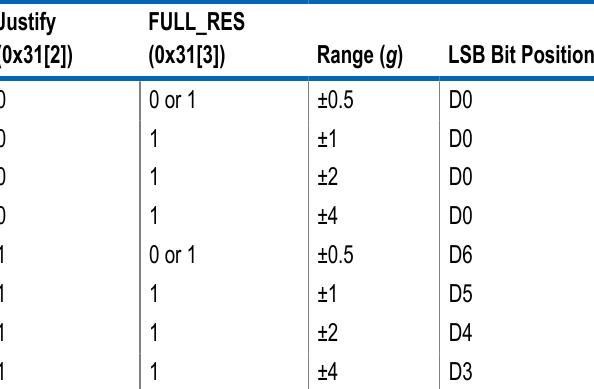 Justify FULL_RES
(0x31[2]) (0x31[3]) Range (g) LSB Bit Position
0 0 or 1 ±0.5 D0
0 1 ±1 D0
0 1 ±2 D0
0 1 ±4 D0
1 0 or 1 ±0.5 D6
1 1 ±1 D5
1 1 ±2 D4
1 1 ±4 D3